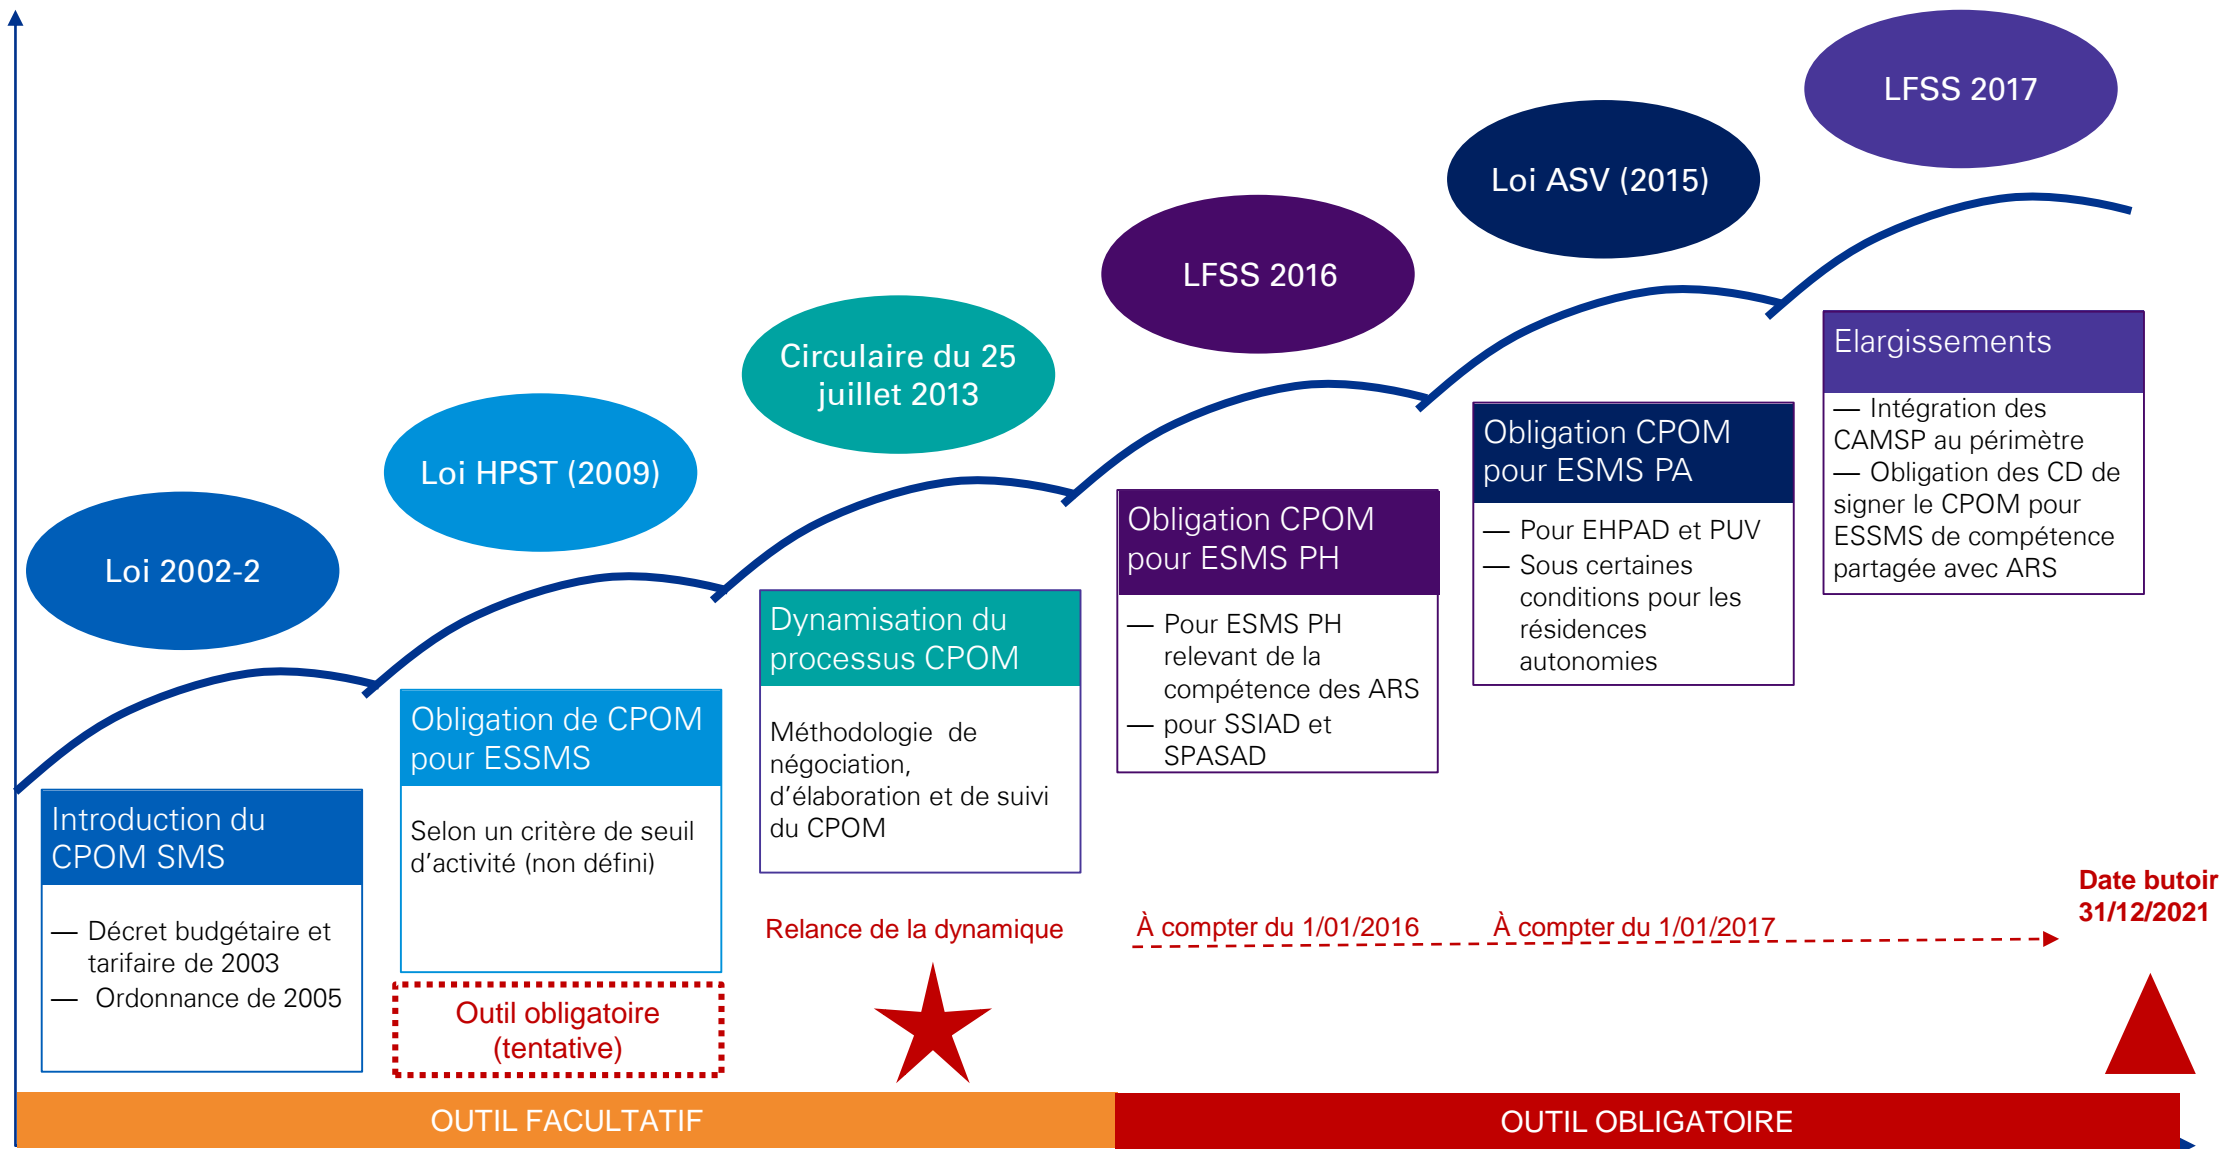 Loi 2002-2
Introduction du
CPOM SMS
— Décret budgétaire et
tarifaire de 2003
— Ordonnance de 2005
Loi HPST (2009)
Obligation de CPOM
pour ESSMS
Selon un critère de seuil
d’activité (non défini)
Outil obligatoire
(tentative)
Circulaire du 25
juillet 2013
Dynamisation du
processus CPOM
Méthodologie de
négociation,
d’élaboration et de suivi
du CPOM
Relance de la dynamique
LFSS 2016
Obligation CPOM
pour ESMS PH
— Pour ESMS PH
relevant de la
compétence des ARS
— pour SSIAD et
SPASAD
À compter du 1/01/2016
Loi ASV (2015)
Obligation CPOM
pour ESMS PA
— Pour EHPAD et PUV
— Sous certaines
conditions pour les
résidences
autonomies
À compter du 1/01/2017
LFSS 2017
Elargissements
— Intégration des
CAMSP au périmètre
— Obligation des CD de
signer le CPOM pour
ESSMS de compétence
partagée avec ARS
Date butoir
31/12/2021
OUTIL FACULTATIF
OUTIL OBLIGATOIRE